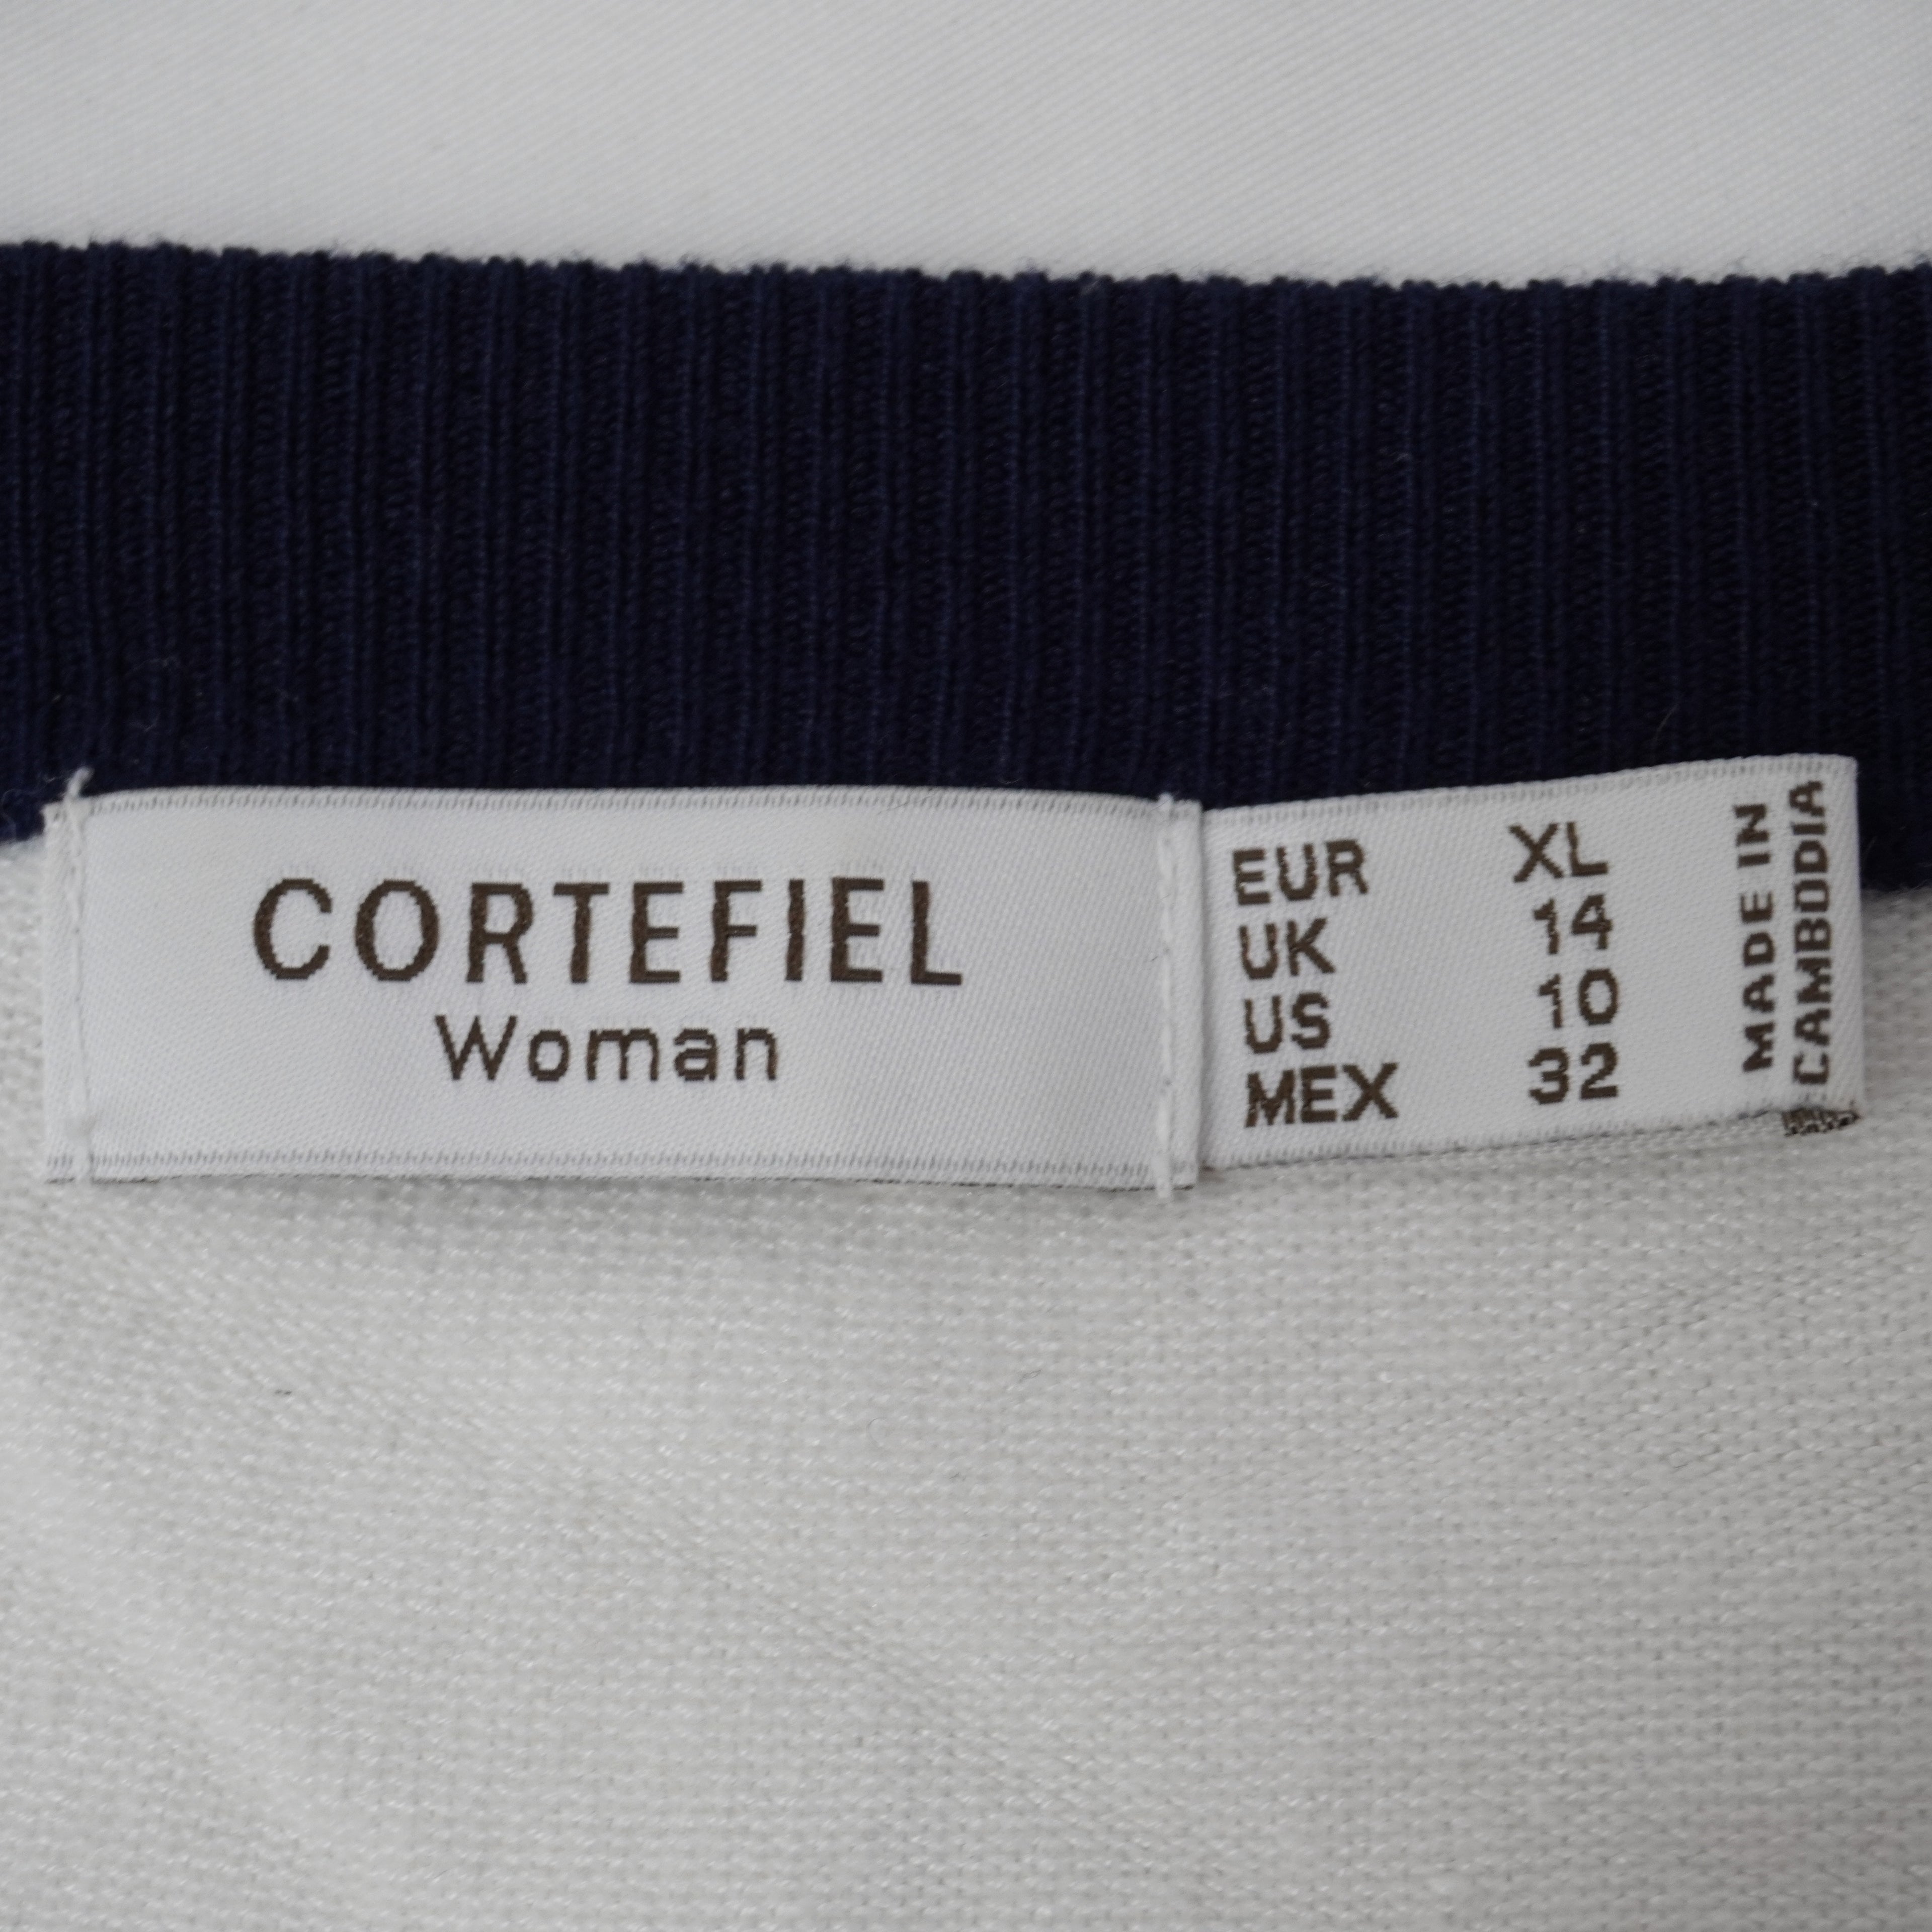 CORTEFIEL
Woman
EUR XL
UK 14
US 10
MEX 32
MADE IN
CAMBODIA